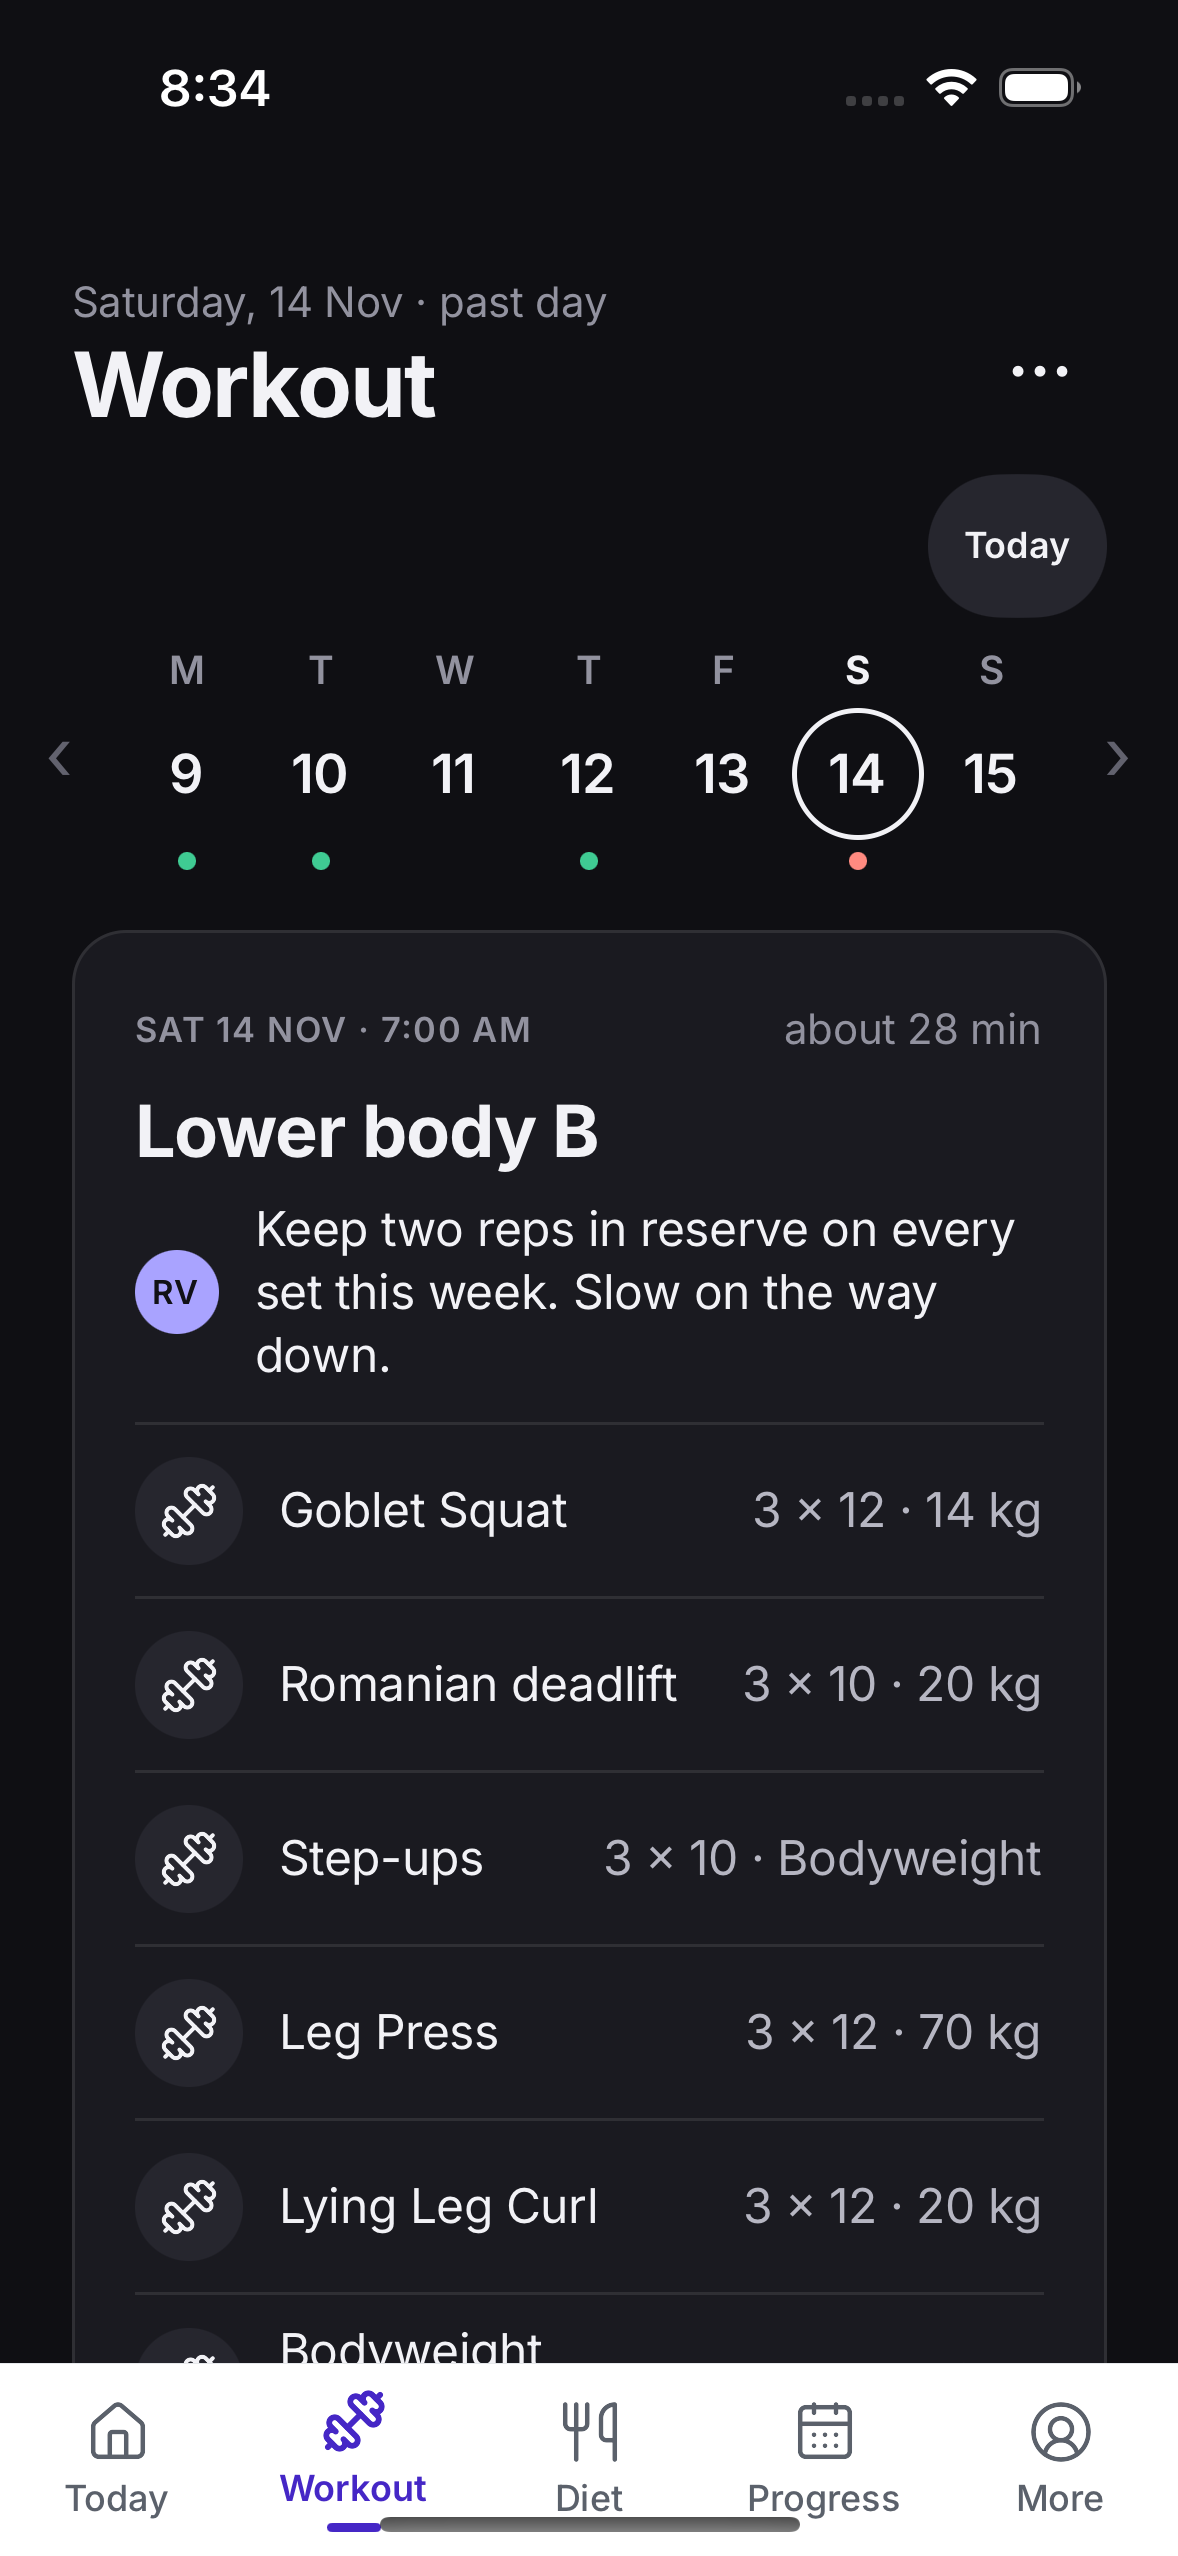 8:34
Saturday, 14 Nov · past day
Workout
Today
M T W T F S S
9 10 11 12 13 14 15
SAT 14 NOV · 7:00 AM about 28 min
Lower body B
RV
Keep two reps in reserve on every
set this week. Slow on the way
down.
Goblet Squat 3 × 12 · 14 kg
Romanian deadlift 3 × 10 · 20 kg
Step-ups 3 × 10 · Bodyweight
Leg Press 3 × 12 · 70 kg
Lying Leg Curl 3 × 12 · 20 kg
Bodyweight
Today Workout Diet Progress More